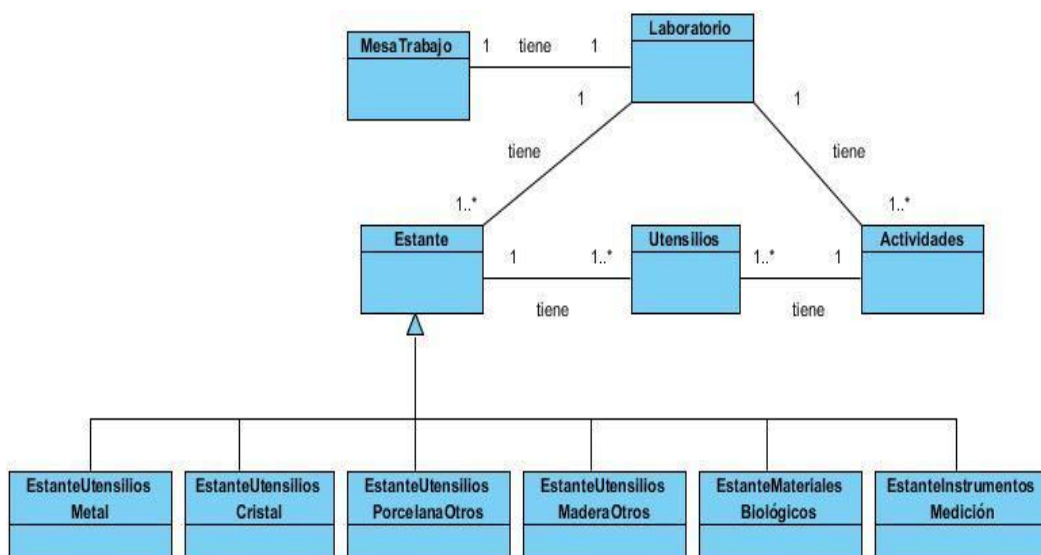 Laboratorio
MesaTrabajo
1 tiene 1
1 1
tiene tiene
1..* 1..*
Estante Utensilios Actividades
1 1..* 1..* 1
tiene tiene
EstanteUtensilios
Metal
EstanteUtensilios
Cristal
EstanteUtensilios
PorcelanaOtros
EstanteUtensilios
MaderaOtros
EstanteMateriales
Biológicos
EstanteInstrumentos
Medición